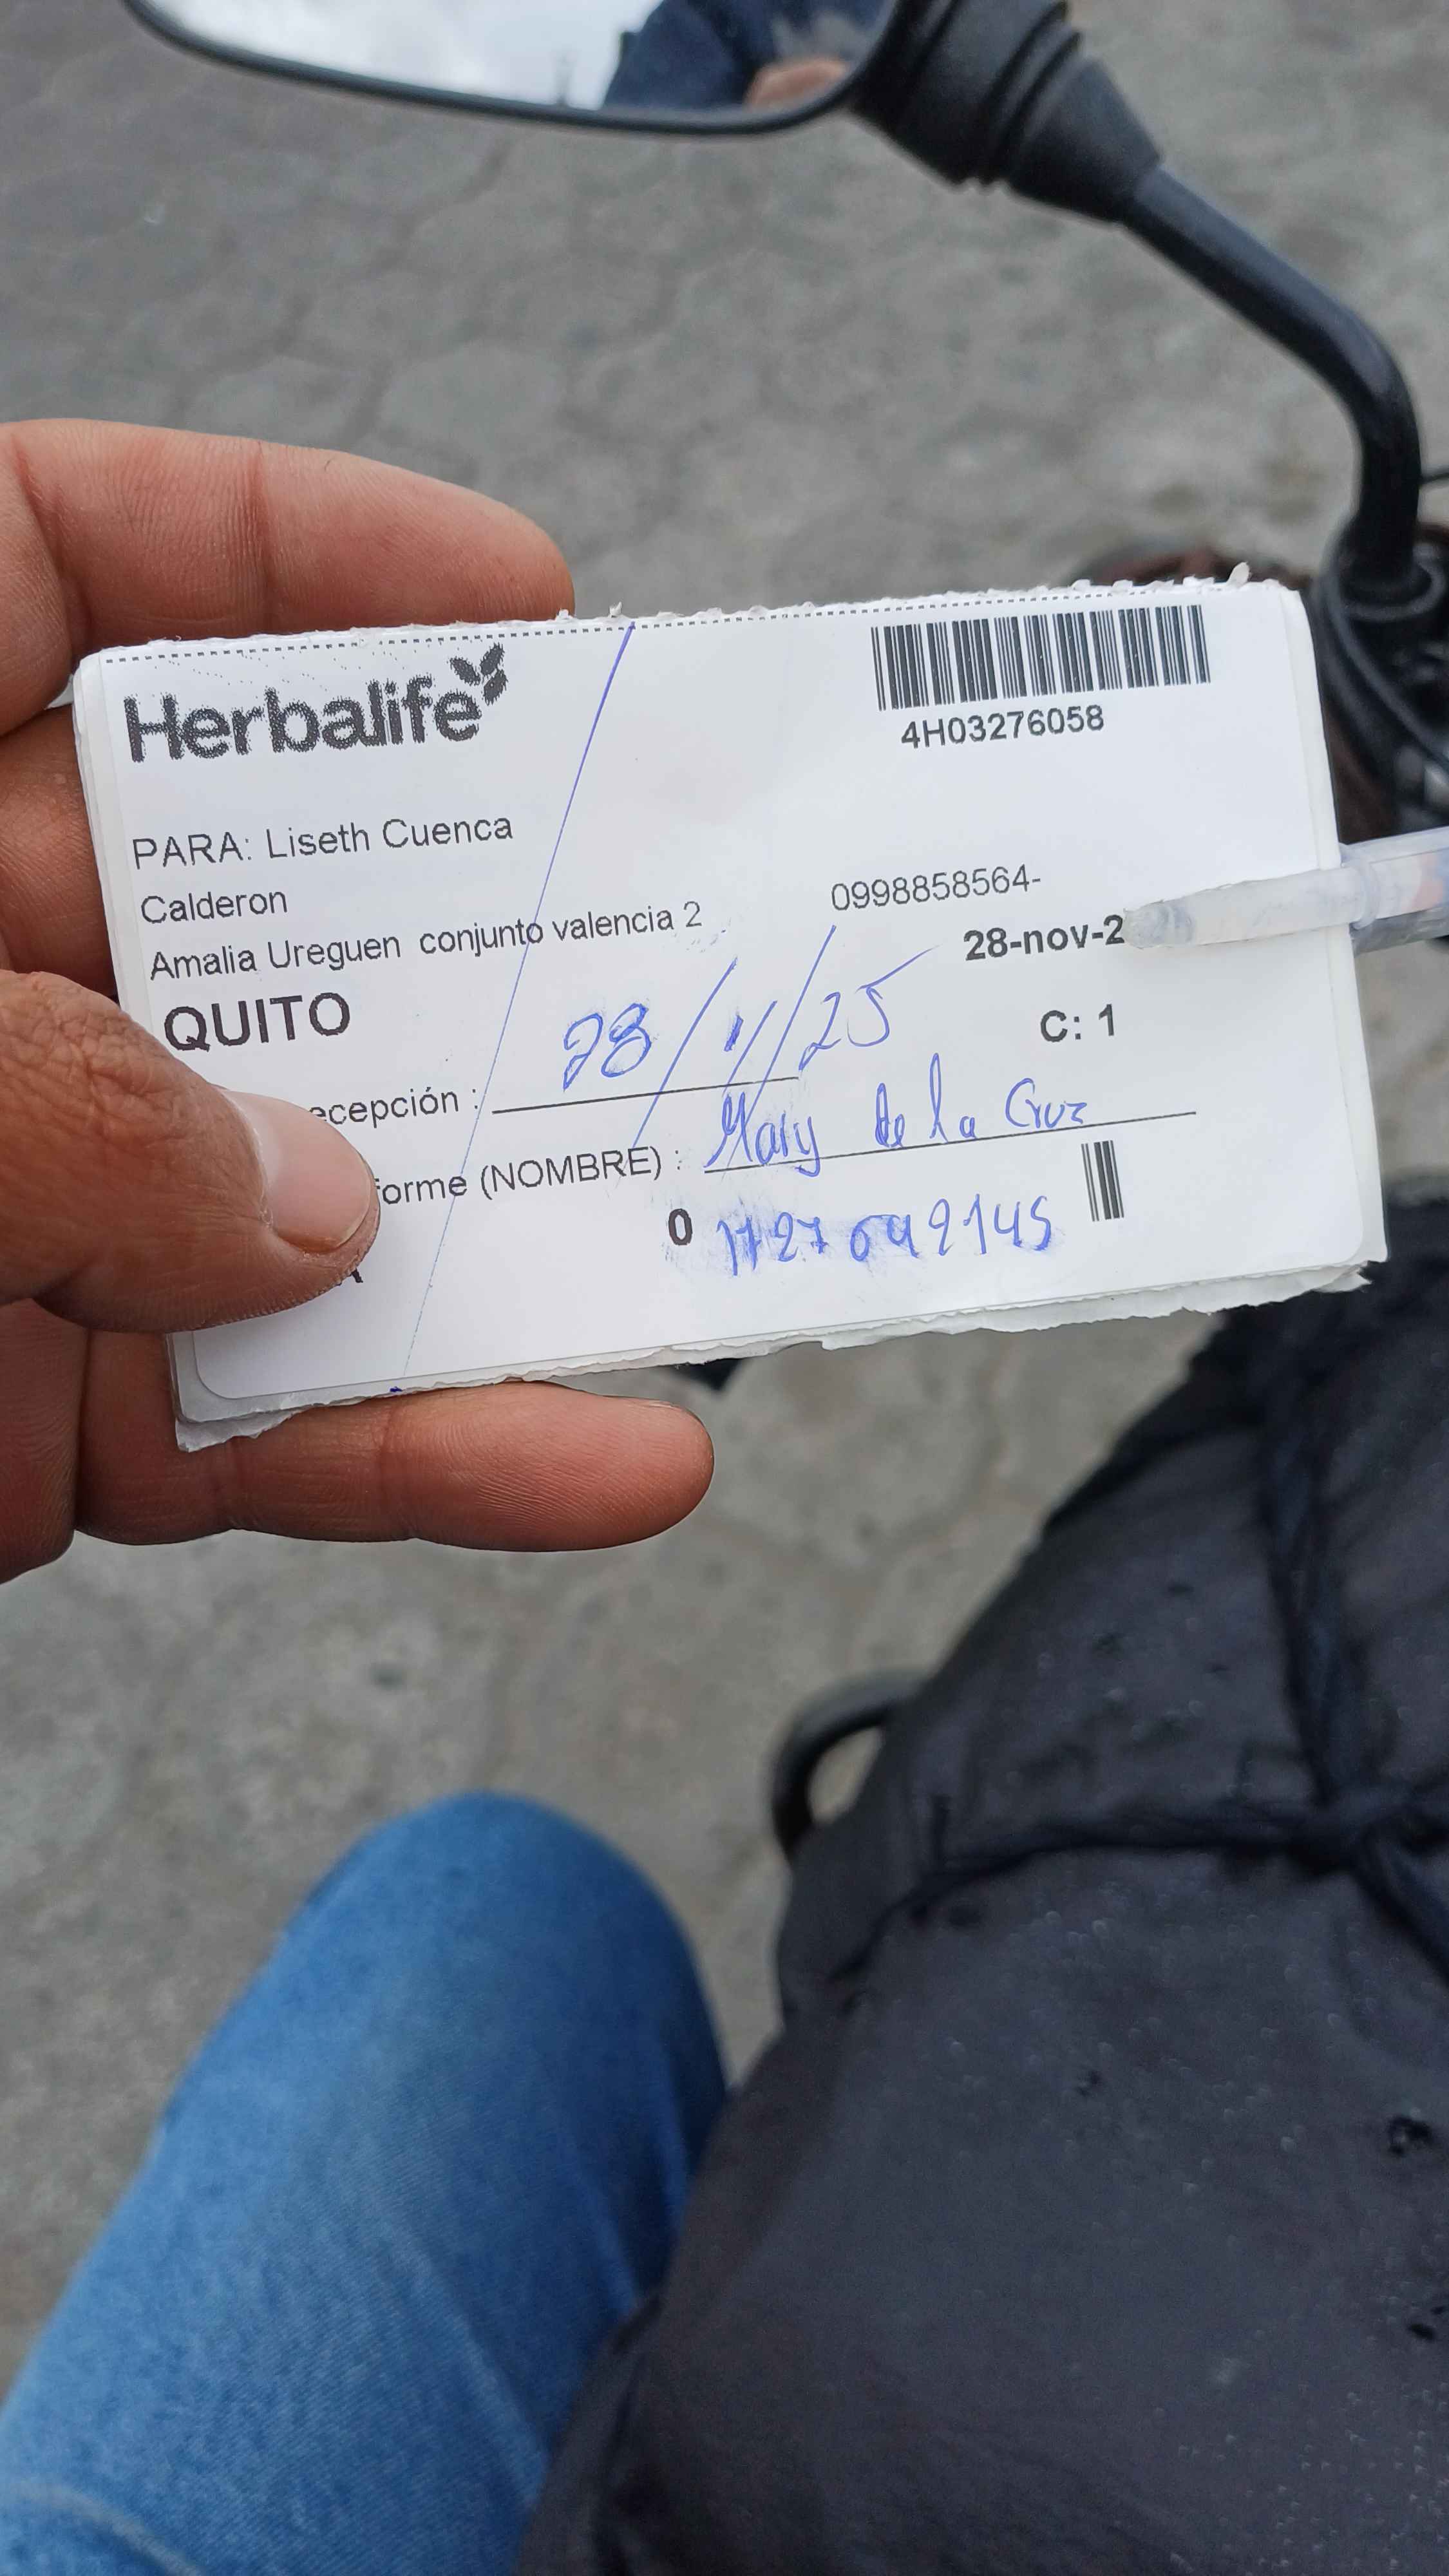 Herbalife
4H03276058
PARA: Liseth Cuenca
Calderon
0998858564-
Amalia Ureguen conjunto valencia 2
28-nov-2
QUITO
C: 1
ecepción : 28/11/25
forme (NOMBRE) : Mary de la Cruz
0